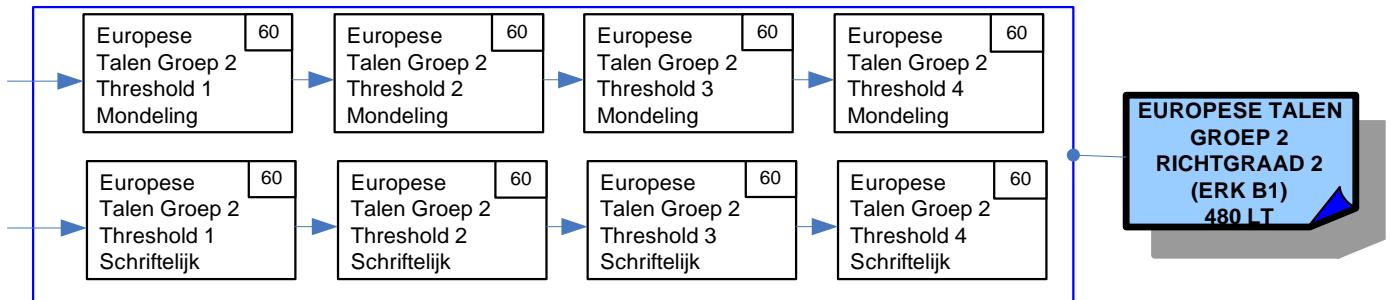 Europese
Talen Groep 2
Threshold 1
Mondeling
60
Europese
Talen Groep 2
Threshold 2
Mondeling
60
Europese
Talen Groep 2
Threshold 3
Mondeling
60
Europese
Talen Groep 2
Threshold 4
Mondeling
60
Europese
Talen Groep 2
Threshold 1
Schriftelijk
60
Europese
Talen Groep 2
Threshold 2
Schriftelijk
60
Europese
Talen Groep 2
Threshold 3
Schriftelijk
60
Europese
Talen Groep 2
Threshold 4
Schriftelijk
60
EUROPESE TALEN
GROEP 2
RICHTGRAAD 2
(ERK B1)
480 LT